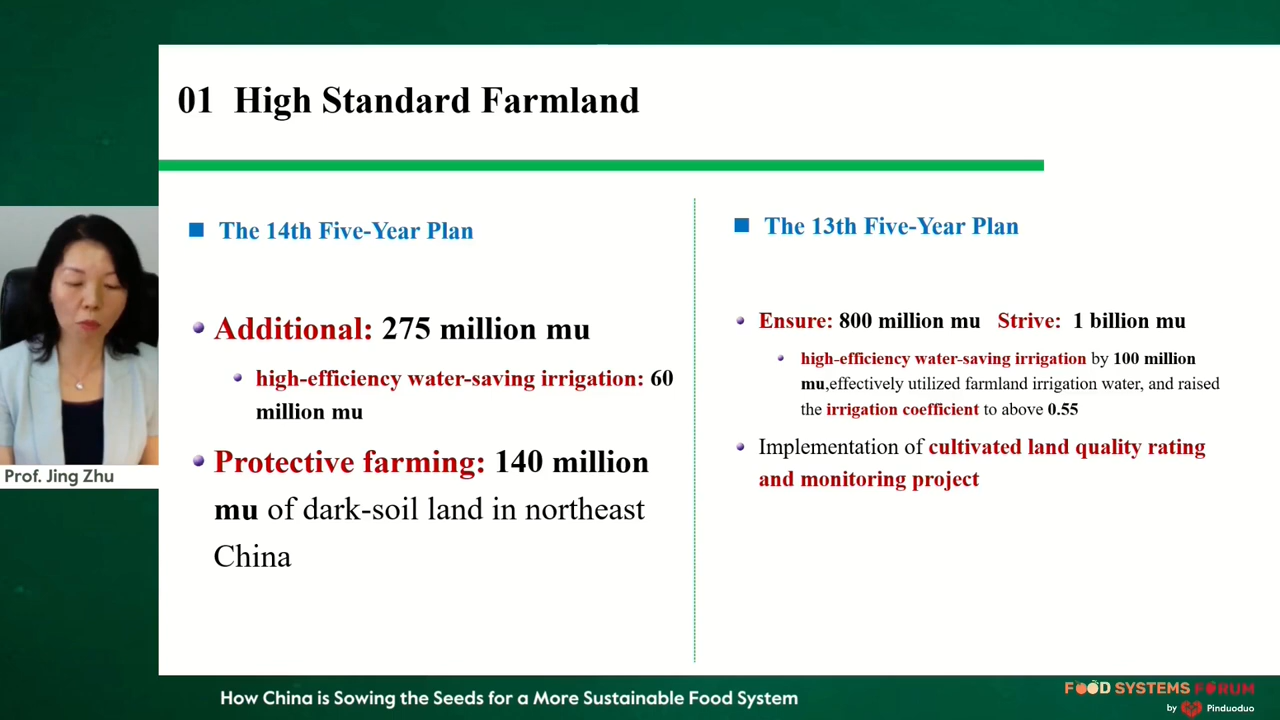 01 High Standard Farmland
The 14th Five-Year Plan
Additional: 275 million mu
high-efficiency water-saving irrigation: 60
million mu
Protective farming: 140 million
mu of dark-soil land in northeast
China
The 13th Five-Year Plan
Ensure: 800 million mu Strive: 1 billion mu
high-efficiency water-saving irrigation by 100 million
mu,effectively utilized farmland irrigation water, and raised
the irrigation coefficient to above 0.55
Implementation of cultivated land quality rating
and monitoring project
Prof. Jing Zhu
How China is Sowing the Seeds for a More Sustainable Food System
FOOD SYSTEMS FORUM
by Pinduoduo